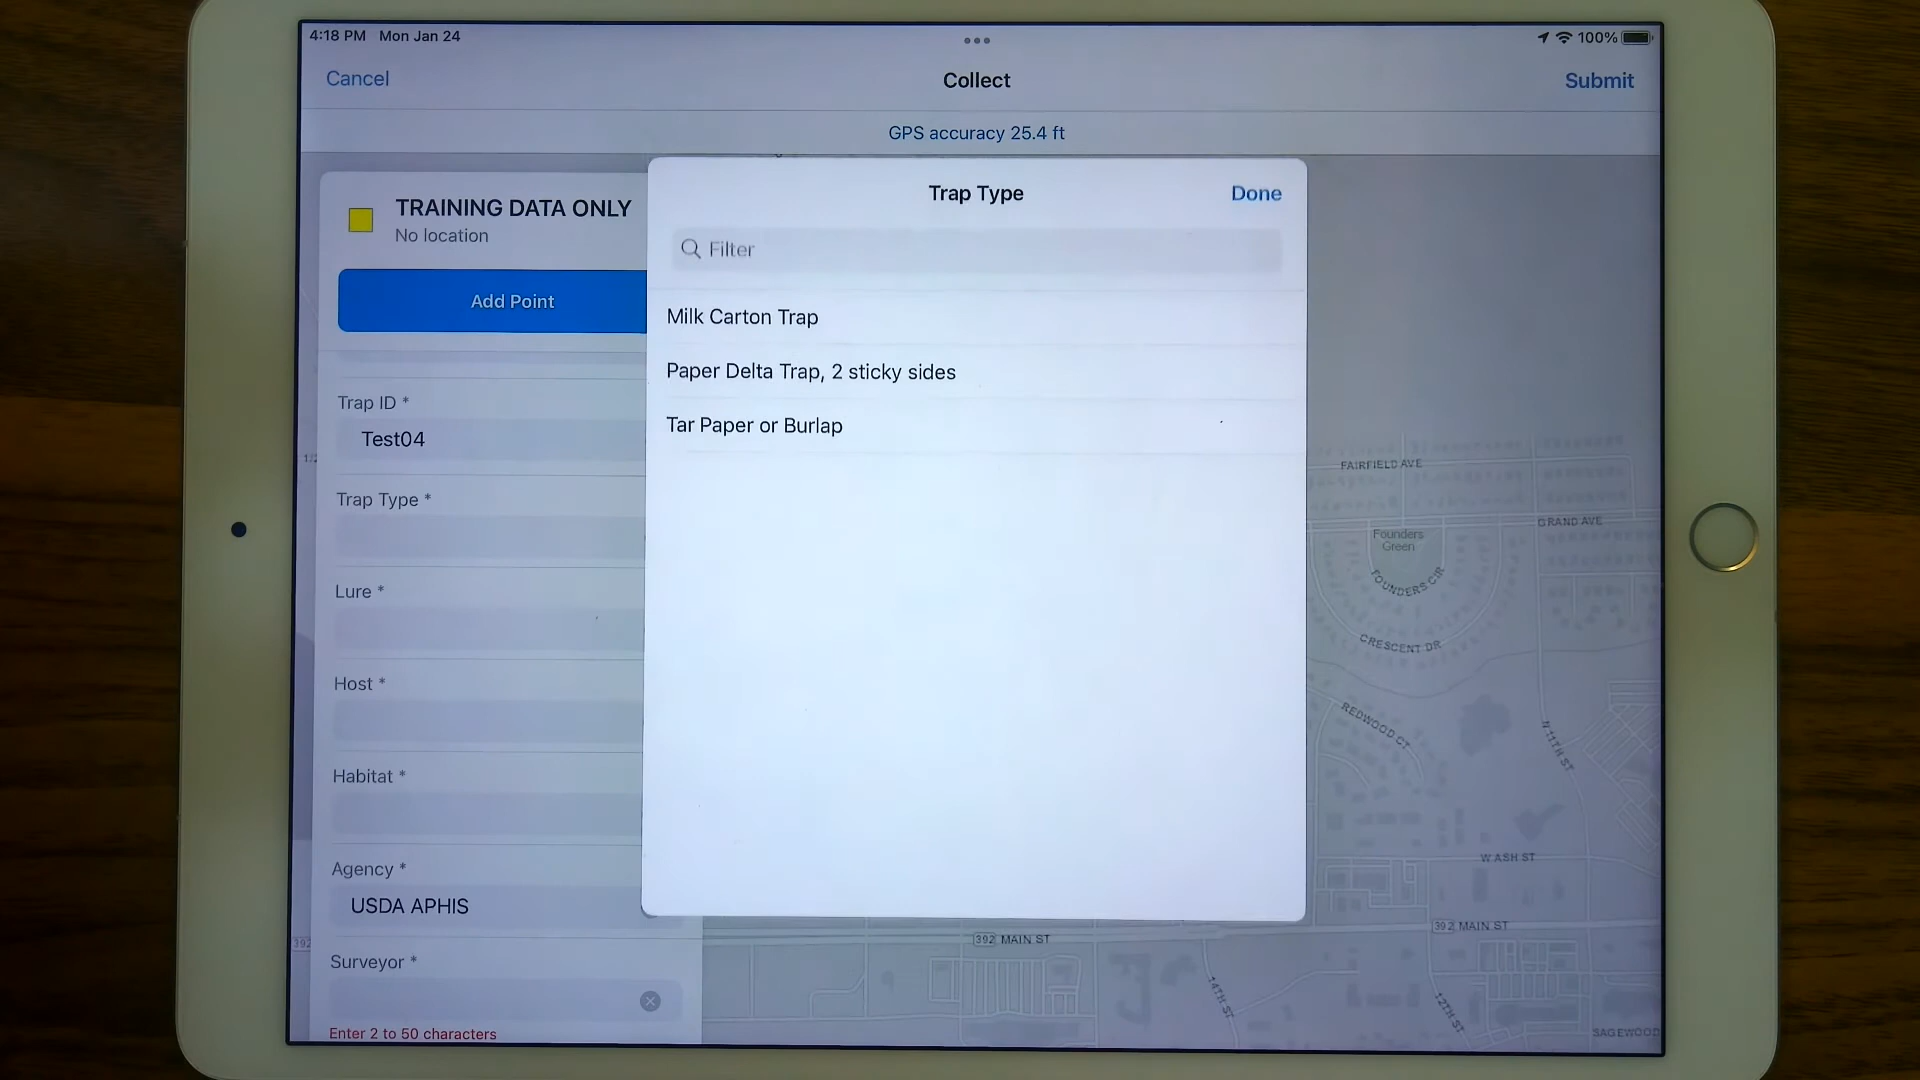 4:18 PM Mon Jan 24
100%
Cancel
Collect
Submit
GPS accuracy 25.4 ft
TRAINING DATA ONLY
No location
Add Point
Trap ID *
Test04
Trap Type *
Lure *
Host *
Habitat *
Agency *
USDA APHIS
Surveyor *
Enter 2 to 50 characters
Trap Type
Done
Filter
Milk Carton Trap
Paper Delta Trap, 2 sticky sides
Tar Paper or Burlap
FAIRFIELD AVE
GRAND AVE
Founders
Green
FOUNDERS CIR
CRESCENT DR
REDWOOD CT
N 11TH ST
W ASH ST
392 MAIN ST
392 MAIN ST
392
14TH ST
12TH ST
SAGEWOOD